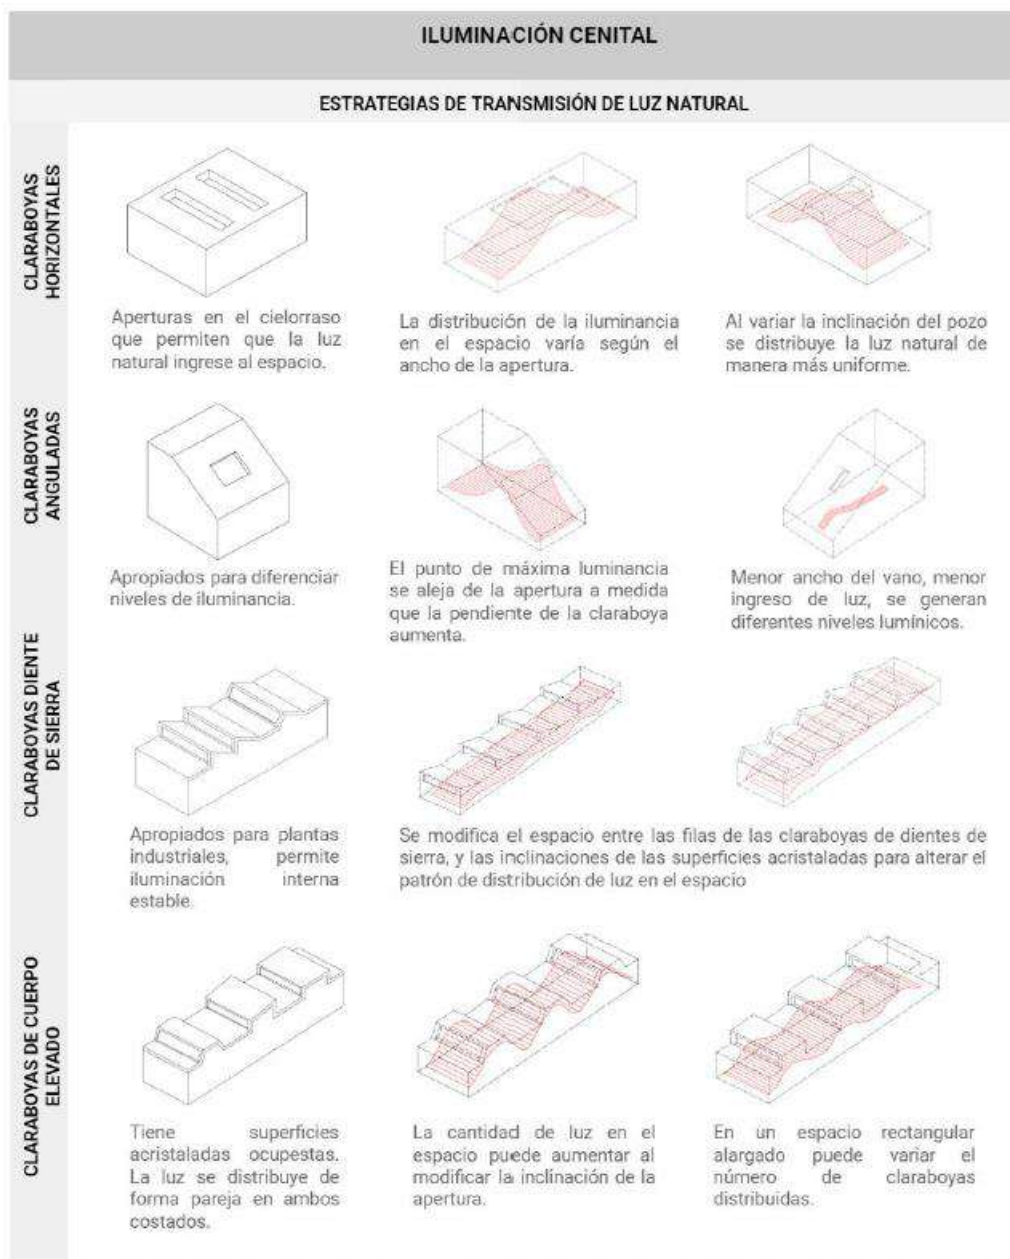 ILUMINACIÓN CENITAL
ESTRATEGIAS DE TRANSMISIÓN DE LUZ NATURAL
CLARABOYAS
HORIZONTALES
Aperturas en el cielorraso
que permiten que la luz
natural ingrese al espacio.
La distribución de la iluminancia
en el espacio varía según el
ancho de la apertura.
Al variar la inclinación del pozo
se distribuye la luz natural de
manera más uniforme.
CLARABOYAS
ANGULADAS
Apropiados para diferenciar
niveles de iluminancia.
El punto de máxima luminancia
se aleja de la apertura a medida
que la pendiente de la claraboya
aumenta.
Menor ancho del vano, menor
ingreso de luz, se generan
diferentes niveles lumínicos.
CLARABOYAS DIENTE
DE SIERRA
Apropiados para plantas
industriales, permite
iluminación interna
estable.
Se modifica el espacio entre las filas de las claraboyas de dientes de
sierra, y las inclinaciones de las superficies acristaladas para alterar el
patrón de distribución de luz en el espacio
CLARABOYAS DE CUERPO
ELEVADO
Tiene superficies
acristaladas ocupestas.
La luz se distribuye de
forma pareja en ambos
costados.
La cantidad de luz en el
espacio puede aumentar al
modificar la inclinación de la
apertura.
En un espacio rectangular
alargado puede variar el
número de claraboyas
distribuidas.